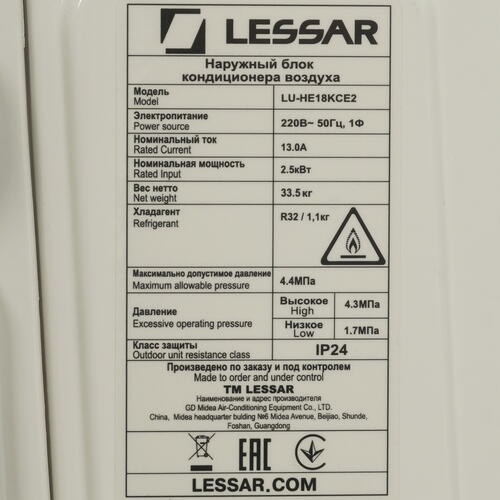 LESSAR
Наружный блок
кондиционера воздуха
Модель
Model
LU-HE18KCE2
Электропитание
Power source
220В~ 50Гц, 1Ф
Номинальный ток
Rated Current
13.0А
Номинальная мощность
Rated Input
2.5кВт
Вес нетто
Net weight
33.5кг
Хладагент
Refrigerant
R32 / 1,1кг
Максимально допустимое давление
Maximum allowable pressure
4.4МПа
Давление
Excessive operating pressure
Высокое
High
4.3МПа
Низкое
Low
1.7МПа
Класс защиты
Outdoor unit resistance class
IP24
Произведено по заказу и под контролем
Made to order and under control
TM LESSAR
Наименование и адрес производителя
GD Midea Air-Conditioning Equipment Co., LTD.
China, Midea headquarter building №6 Midea Avenue, Beijiao, Shunde,
Foshan, Guangdong
EAC
LESSAR.COM